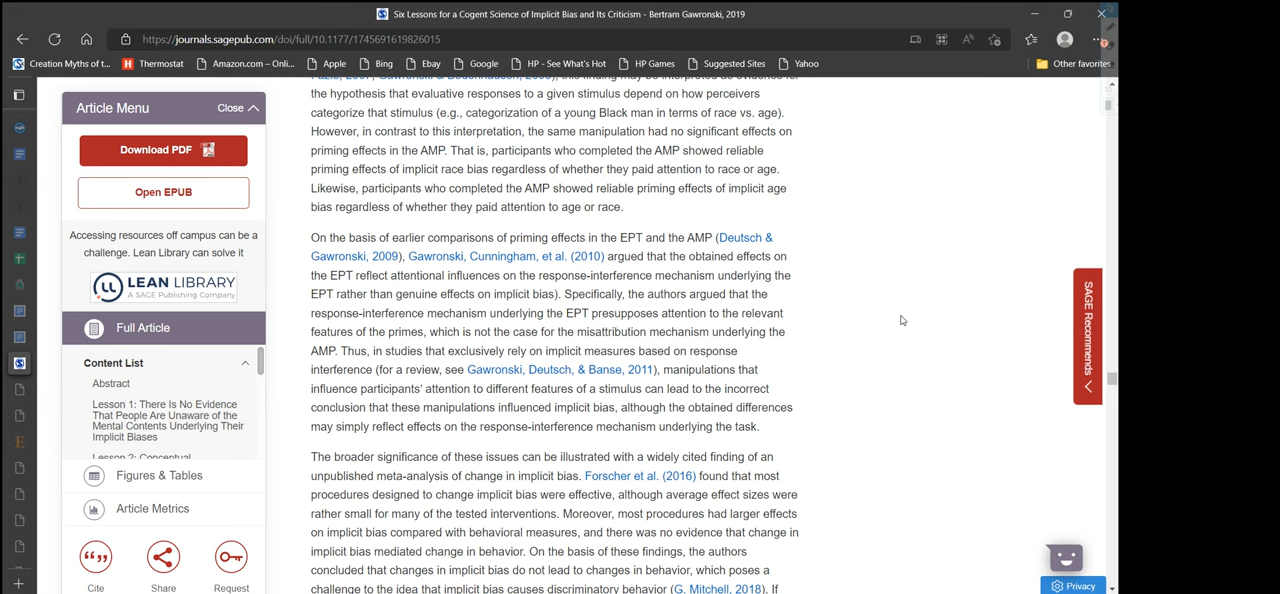 Six Lessons for a Cogent Science of Implicit Bias and Its Criticism - Bertram Gawronski, 2019
https://journals.sagepub.com/doi/full/10.1177/1745691619826015
Creation Myths of t...
Thermostat
Amazon.com – Onli...
Apple
Bing
Ebay
Google
HP - See What's Hot
HP Games
Suggested Sites
Yahoo
Other favorites
Article Menu
Close
Download PDF
Open EPUB
Accessing resources off campus can be a
challenge. Lean Library can solve it
LEAN LIBRARY
A SAGE Publishing Company
Full Article
Content List
Abstract
Lesson 1: There Is No Evidence
That People Are Unaware of the
Mental Contents Underlying Their
Implicit Biases
Lesson 2: Conceptual
Figures & Tables
Article Metrics
Cite
Share
Request
the hypothesis that evaluative responses to a given stimulus depend on how perceivers
categorize that stimulus (e.g., categorization of a young Black man in terms of race vs. age).
However, in contrast to this interpretation, the same manipulation had no significant effects on
priming effects in the AMP. That is, participants who completed the AMP showed reliable
priming effects of implicit race bias regardless of whether they paid attention to race or age.
Likewise, participants who completed the AMP showed reliable priming effects of implicit age
bias regardless of whether they paid attention to age or race.
On the basis of earlier comparisons of priming effects in the EPT and the AMP (Deutsch &
Gawronski, 2009), Gawronski, Cunningham, et al. (2010) argued that the obtained effects on
the EPT reflect attentional influences on the response-interference mechanism underlying the
EPT rather than genuine effects on implicit bias). Specifically, the authors argued that the
response-interference mechanism underlying the EPT presupposes attention to the relevant
features of the primes, which is not the case for the misattribution mechanism underlying the
AMP. Thus, in studies that exclusively rely on implicit measures based on response
interference (for a review, see Gawronski, Deutsch, & Banse, 2011), manipulations that
influence participants' attention to different features of a stimulus can lead to the incorrect
conclusion that these manipulations influenced implicit bias, although the obtained differences
may simply reflect effects on the response-interference mechanism underlying the task.
The broader significance of these issues can be illustrated with a widely cited finding of an
unpublished meta-analysis of change in implicit bias. Forscher et al. (2016) found that most
procedures designed to change implicit bias were effective, although average effect sizes were
rather small for many of the tested interventions. Moreover, most procedures had larger effects
on implicit bias compared with behavioral measures, and there was no evidence that change in
implicit bias mediated change in behavior. On the basis of these findings, the authors
concluded that changes in implicit bias do not lead to changes in behavior, which poses a
challenge to the idea that implicit bias causes discriminatory behavior (G. Mitchell, 2018). If
SAGE Recommends
Privacy